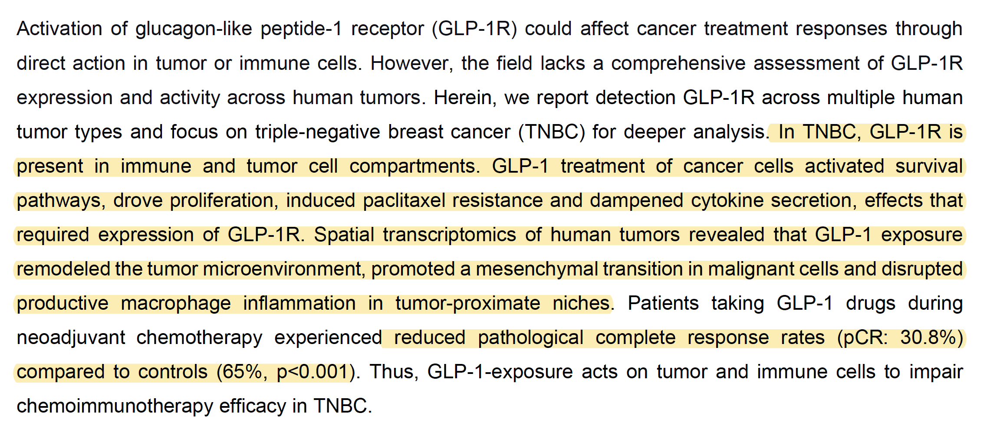 Activation of glucagon-like peptide-1 receptor (GLP-1R) could affect cancer treatment responses through
direct action in tumor or immune cells. However, the field lacks a comprehensive assessment of GLP-1R
expression and activity across human tumors. Herein, we report detection GLP-1R across multiple human
tumor types and focus on triple-negative breast cancer (TNBC) for deeper analysis. In TNBC, GLP-1R is
present in immune and tumor cell compartments. GLP-1 treatment of cancer cells activated survival
pathways, drove proliferation, induced paclitaxel resistance and dampened cytokine secretion, effects that
required expression of GLP-1R. Spatial transcriptomics of human tumors revealed that GLP-1 exposure
remodeled the tumor microenvironment, promoted a mesenchymal transition in malignant cells and disrupted
productive macrophage inflammation in tumor-proximate niches. Patients taking GLP-1 drugs during
neoadjuvant chemotherapy experienced reduced pathological complete response rates (pCR: 30.8%)
compared to controls (65%, p<0.001). Thus, GLP-1-exposure acts on tumor and immune cells to impair
chemoimmunotherapy efficacy in TNBC.